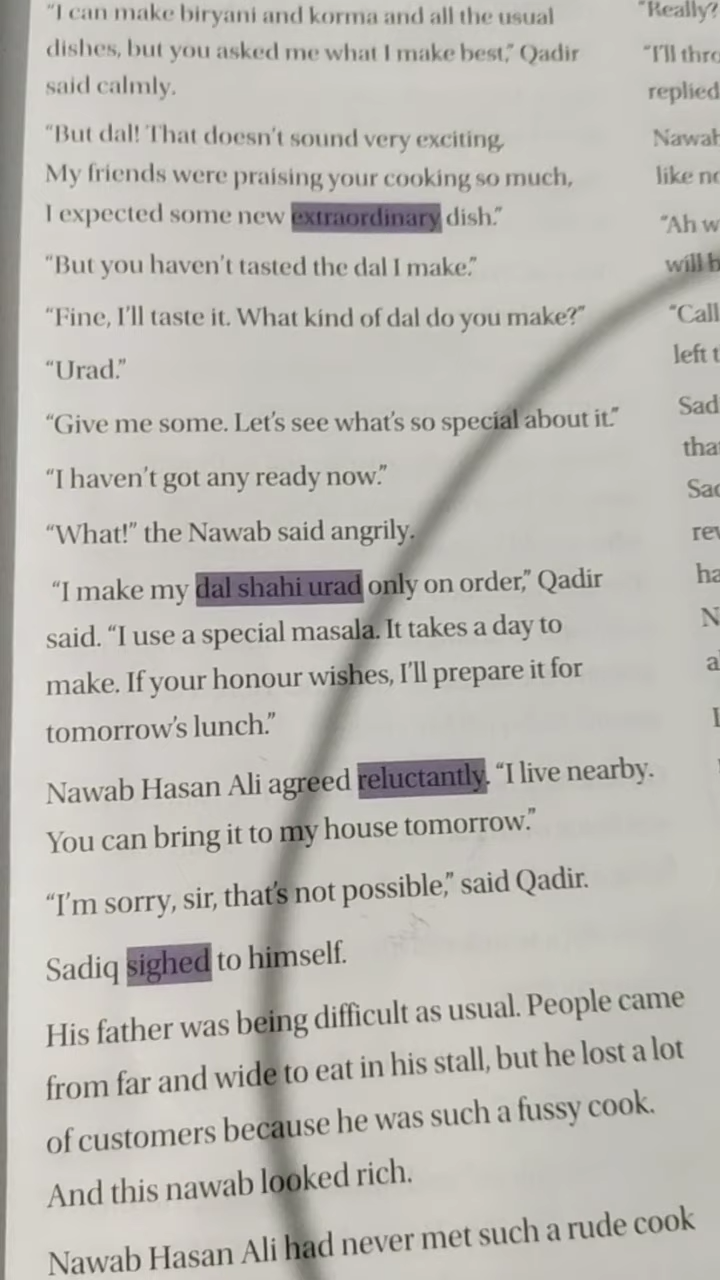 "I can make biryani and korma and all the usual
dishes, but you asked me what I make best," Qadir
said calmly.
"But dal! That doesn't sound very exciting.
My friends were praising your cooking so much,
I expected some new extraordinary dish."
"But you haven't tasted the dal I make."
"Fine, I'll taste it. What kind of dal do you make?"
"Urad."
"Give me some. Let's see what's so special about it."
"I haven't got any ready now."
"What!" the Nawab said angrily.
"I make my dal shahi urad only on order," Qadir
said. "I use a special masala. It takes a day to
make. If your honour wishes, I'll prepare it for
tomorrow's lunch."
Nawab Hasan Ali agreed reluctantly. "I live nearby.
You can bring it to my house tomorrow."
"I'm sorry, sir, that's not possible," said Qadir.
Sadiq sighed to himself.
His father was being difficult as usual. People came
from far and wide to eat in his stall, but he lost a lot
of customers because he was such a fussy cook.
And this nawab looked rich.
Nawab Hasan Ali had never met such a rude cook
"Really?
"I'll
replied
like
"Ah
will
"Call
left